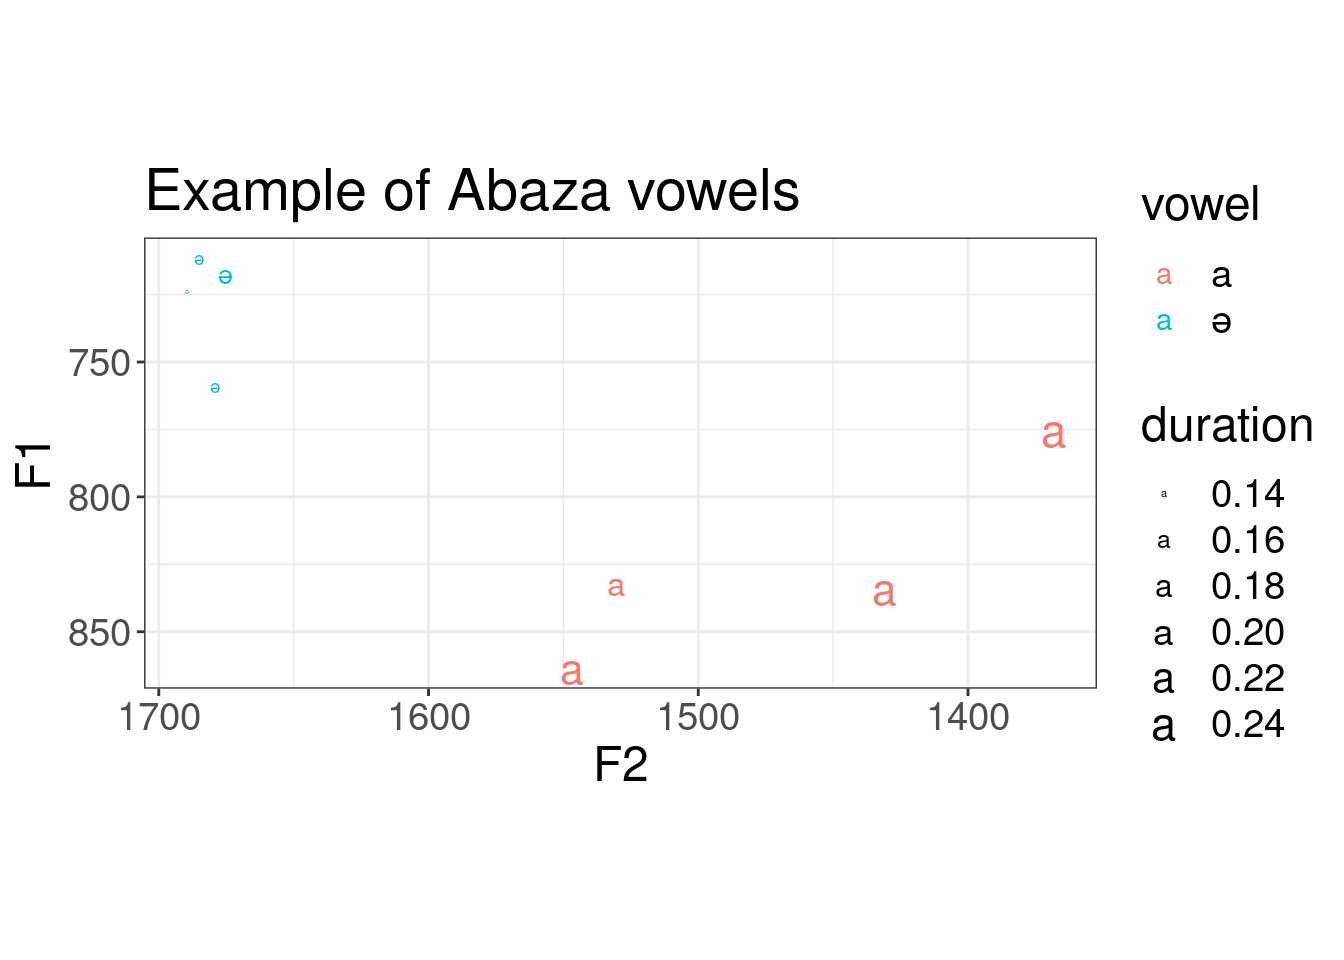 Example of Abaza vowels
ə
ə
ə
ə
750
a
F1
800
a
a
850
a
1700 1600 1500 1400
F2
vowel
a a
a ə
duration
a 0.14
a 0.16
a 0.18
a 0.20
a 0.22
a 0.24